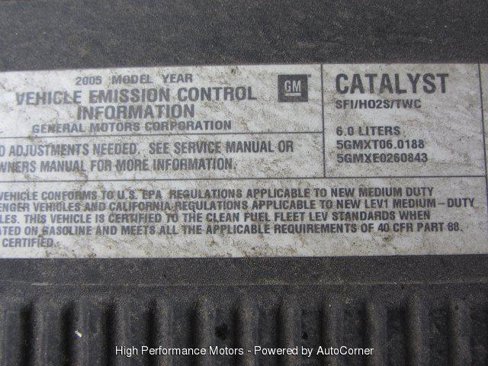 2005 MODEL YEAR
VEHICLE EMISSION CONTROL
INFORMATION
GENERAL MOTORS CORPORATION
GM
CATALYST
SFI/HO2S/TWC
6.0 LITERS
5GMXT06.0188
5GMXE0260843
O ADJUSTMENTS NEEDED. SEE SERVICE MANUAL OR
WNERS MANUAL FOR MORE INFORMATION.
VEHICLE CONFORMS TO U.S. EPA REGULATIONS APPLICABLE TO NEW MEDIUM DUTY
ENGER VEHICLES AND CALIFORNIA REGULATIONS APPLICABLE TO NEW LEV1 MEDIUM-DUTY
LES. THIS VEHICLE IS CERTIFIED TO THE CLEAN FUEL FLEET LEV STANDARDS WHEN
ATED ON GASOLINE AND MEETS ALL THE APPLICABLE REQUIREMENTS OF 40 CFR PART 88.
CERTIFIED.
High Performance Motors - Powered by AutoCorner